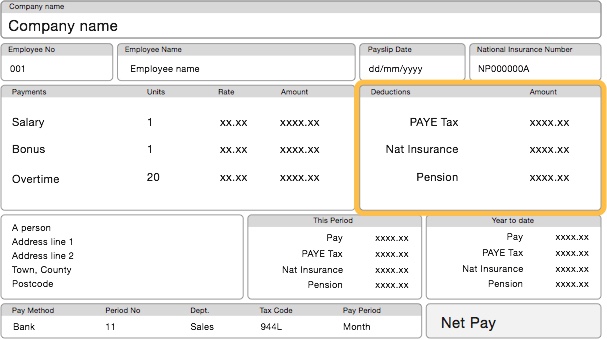 Company name
Company name
Employee No Employee Name Payslip Date National Insurance Number
001 Employee name dd/mm/yyyy NP000000A
Payments Units Rate Amount Deductions Amount
Salary 1 xx.xx xxxx.xx PAYE Tax xxxx.xx
Bonus 1 xx.xx xxxx.xx Nat Insurance xxxx.xx
Overtime 20 xx.xx xxxx.xx Pension xxxx.xx
A person
Address line 1
Address line 2
Town, County
Postcode
This Period
Pay xxxx.xx
PAYE Tax xxxx.xx
Nat Insurance xxxx.xx
Pension xxxx.xx
Year to date
Pay xxxx.xx
PAYE Tax xxxx.xx
Nat Insurance xxxx.xx
Pension xxxx.xx
Pay Method Period No Dept. Tax Code Pay Period
Bank 11 Sales 944L Month
Net Pay